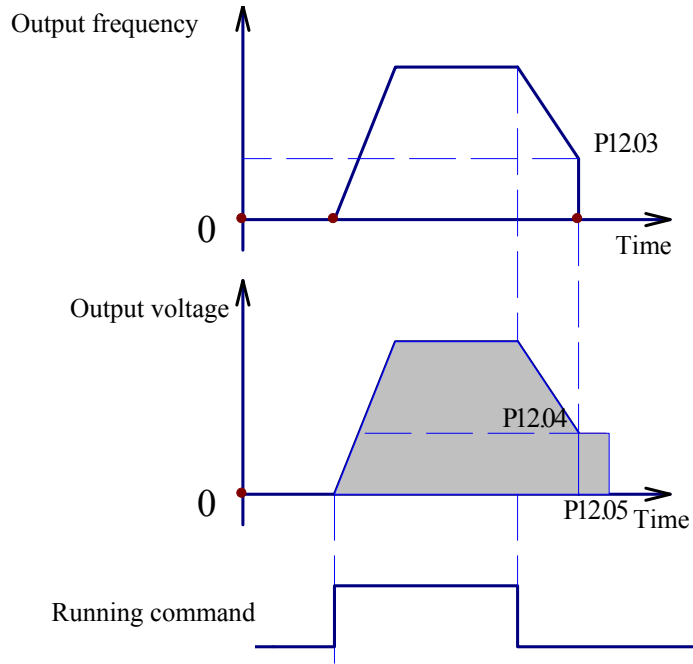 Output frequency
P12.03
0
Time
Output voltage
P12.04
0
P12.05
Time
Running command